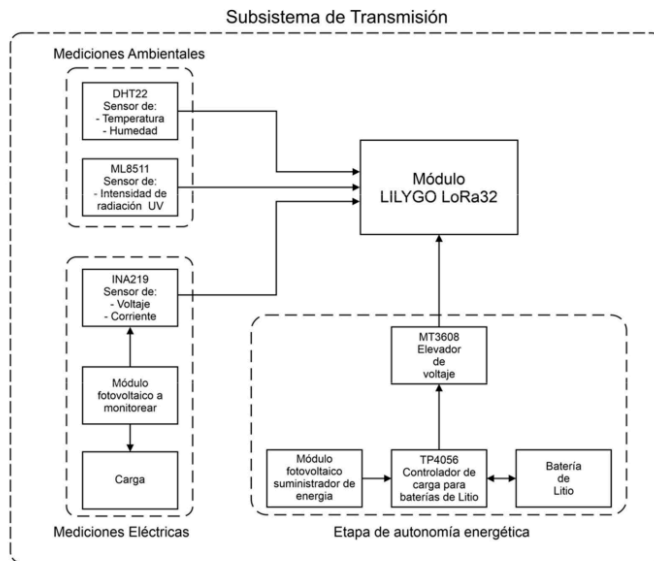 Subsistema de Transmisión
Mediciones Ambientales
DHT22
Sensor de:
- Temperatura
- Humedad
ML8511
Sensor de:
- Intensidad de
radiación UV
Módulo
LILYGO LoRa32
INA219
Sensor de:
- Voltaje
- Corriente
Módulo
fotovoltaico a
monitorear
Carga
Mediciones Eléctricas
MT3608
Elevador
de
voltaje
Módulo
fotovoltaico
suministrador de
energia
TP4056
Controlador de
carga para
baterías de Litio
Batería
de
Litio
Etapa de autonomía energética